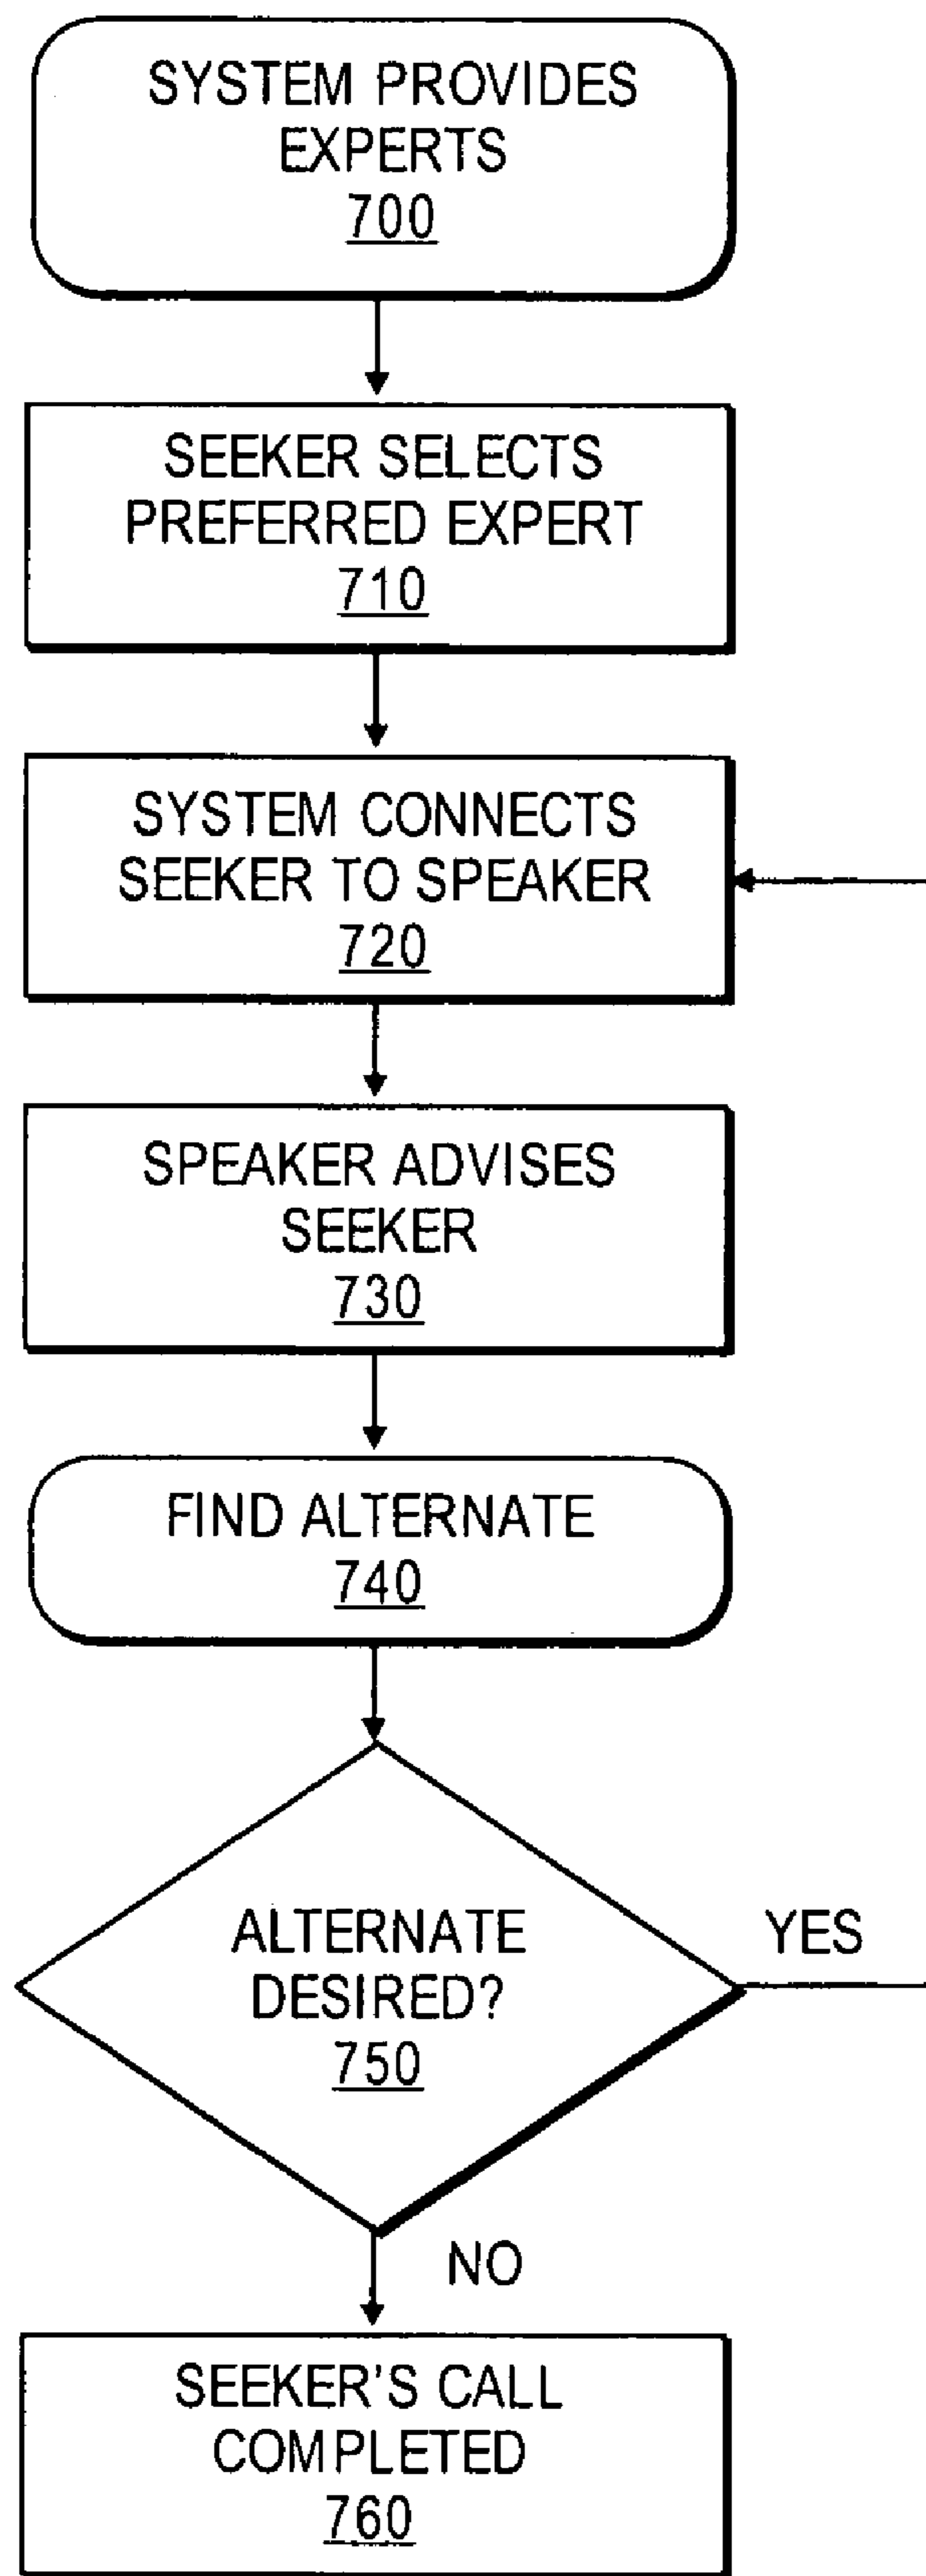 SYSTEM PROVIDES
EXPERTS
700
SEEKER SELECTS
PREFERRED EXPERT
710
SYSTEM CONNECTS
SEEKER TO SPEAKER
720
SPEAKER ADVISES
SEEKER
730
FIND ALTERNATE
740
ALTERNATE
DESIRED?
750
YES
NO
SEEKER'S CALL
COMPLETED
760